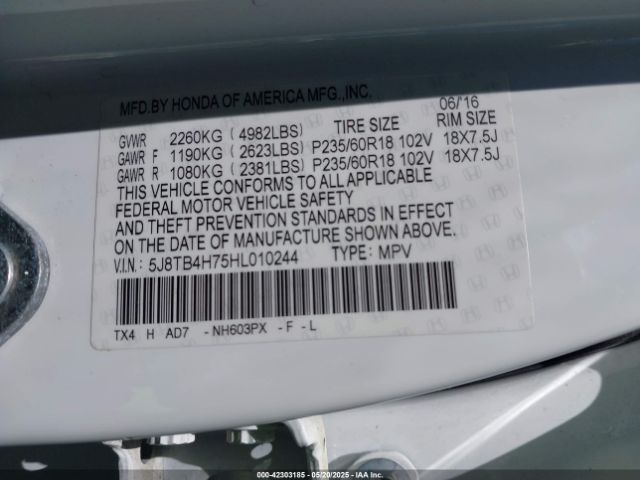 MFD.BY HONDA OF AMERICA MFG.,INC. 06/16
TIRE SIZE RIM SIZE
GVWR 2260KG (4982LBS)
GAWR F 1190KG (2623LBS) P235/60R18 102V 18X7.5J
GAWR R 1080KG (2381LBS) P235/60R18 102V 18X7.5J
THIS VEHICLE CONFORMS TO ALL APPLICABLE
FEDERAL MOTOR VEHICLE SAFETY
AND THEFT PREVENTION STANDARDS IN EFFECT
ON THE DATE OF MANUFACTURE SHOWN ABOVE.
V.I.N.: 5J8TB4H75HL010244 TYPE: MPV
TX4 H AD7 -NH603PX -F -L
000-42303185 - 05/20/2025 - IAAI.COM